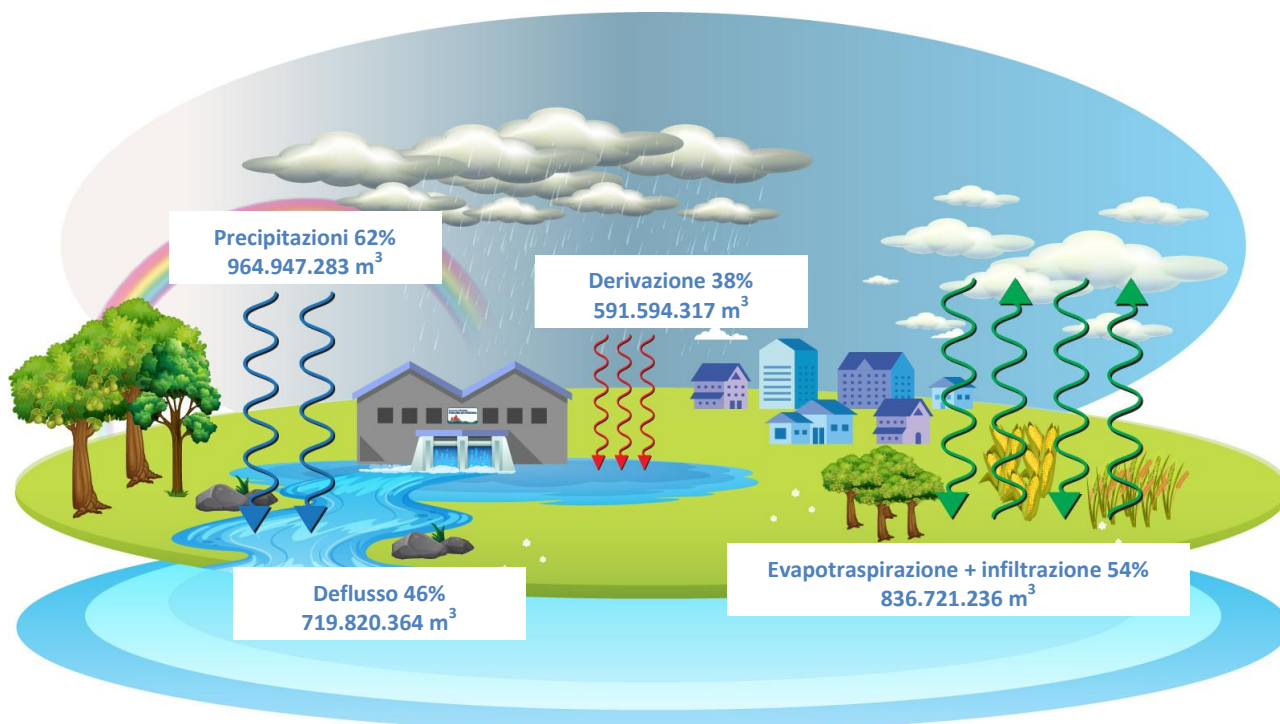 Precipitazioni 62%
964.947.283 m³
Derivazione 38%
591.594.317 m³
Deflusso 46%
719.820.364 m³
Evapotraspirazione + infiltrazione 54%
836.721.236 m³